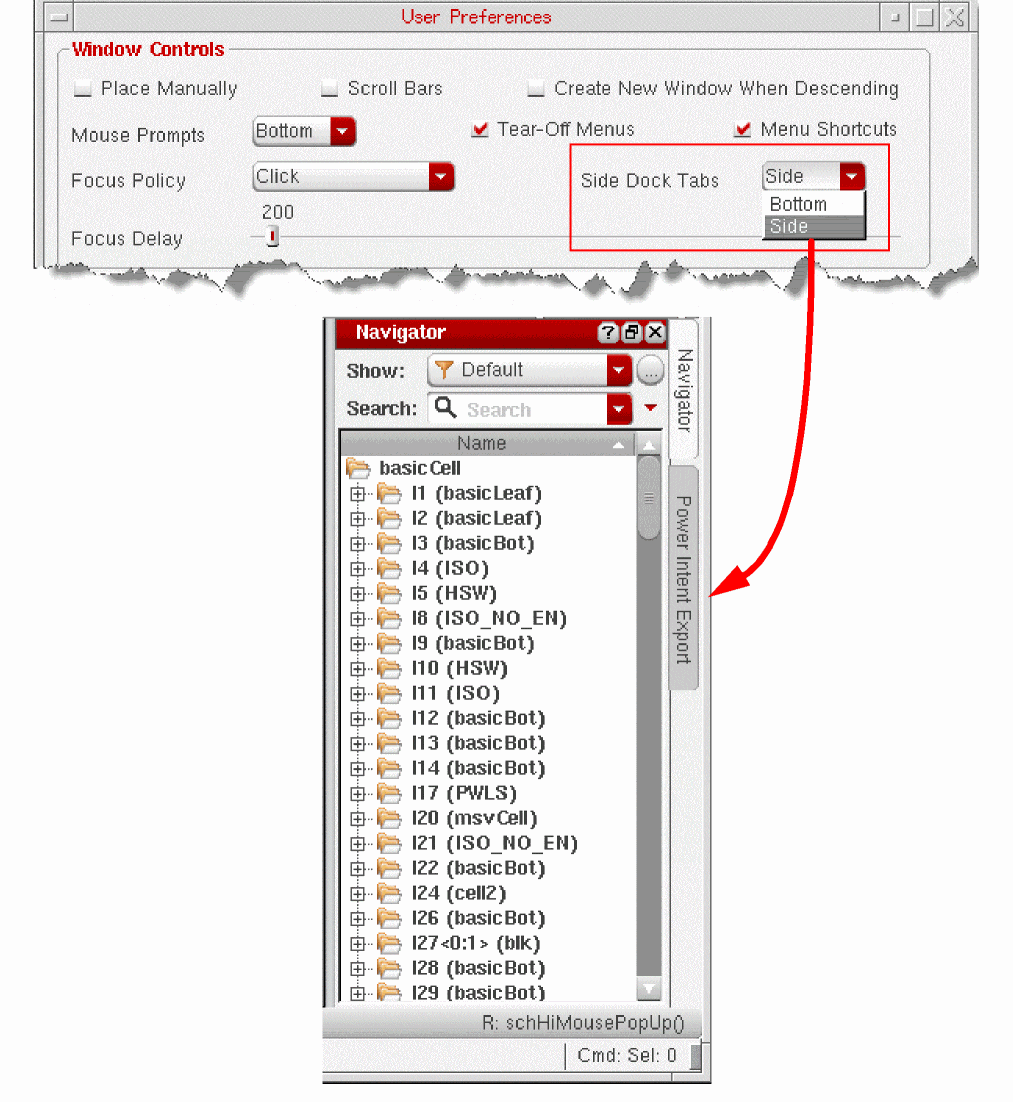 User Preferences
Window Controls
Place Manually
Scroll Bars
Create New Window When Descending
Mouse Prompts
Bottom
Tear-Off Menus
Menu Shortcuts
Focus Policy
Click
Side Dock Tabs
Side
Bottom
Side
200
Focus Delay
Navigator
Show:
Default
...
Search:
Search
Name
basicCell
I1 (basicLeaf)
I2 (basicLeaf)
I3 (basicBot)
I4 (ISO)
I5 (HSW)
I8 (ISO_NO_EN)
I9 (basicBot)
I10 (HSW)
I11 (ISO)
I12 (basicBot)
I13 (basicBot)
I14 (basicBot)
I17 (PWLS)
I20 (msvCell)
I21 (ISO_NO_EN)
I22 (basicBot)
I24 (cell2)
I26 (basicBot)
I27<0:1> (blk)
I28 (basicBot)
I29 (basicBot)
Navigator
Power Intent Export
R: schHiMousePopUp()
Cmd: Sel: 0